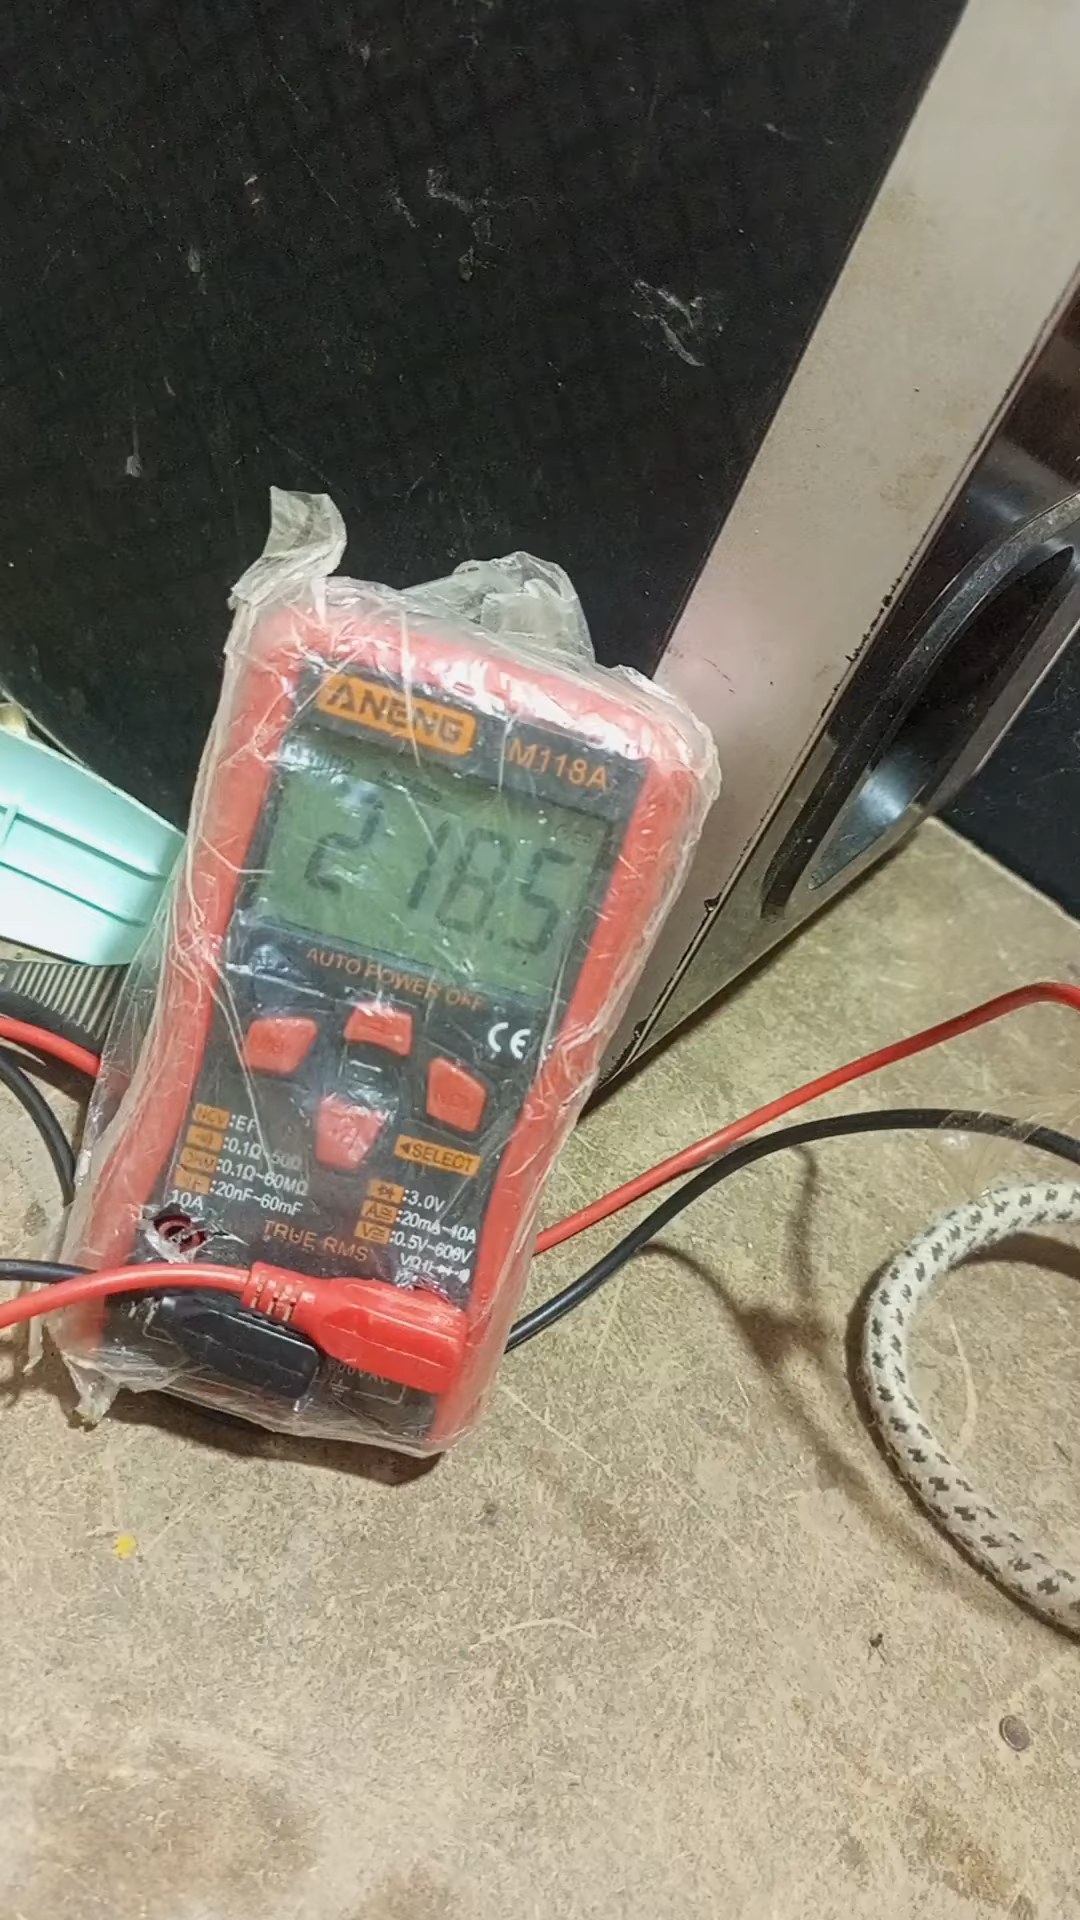 ANENG
M118A
218.5
AUTO POWER OFF
CE
NCV:EF
:0.1Ω~50Ω
OHM:0.1Ω~60MΩ
:20nF~60mF
◄SELECT
:3.0V
:20mA~10A
:0.5V~600V
10A
TRUE RMS